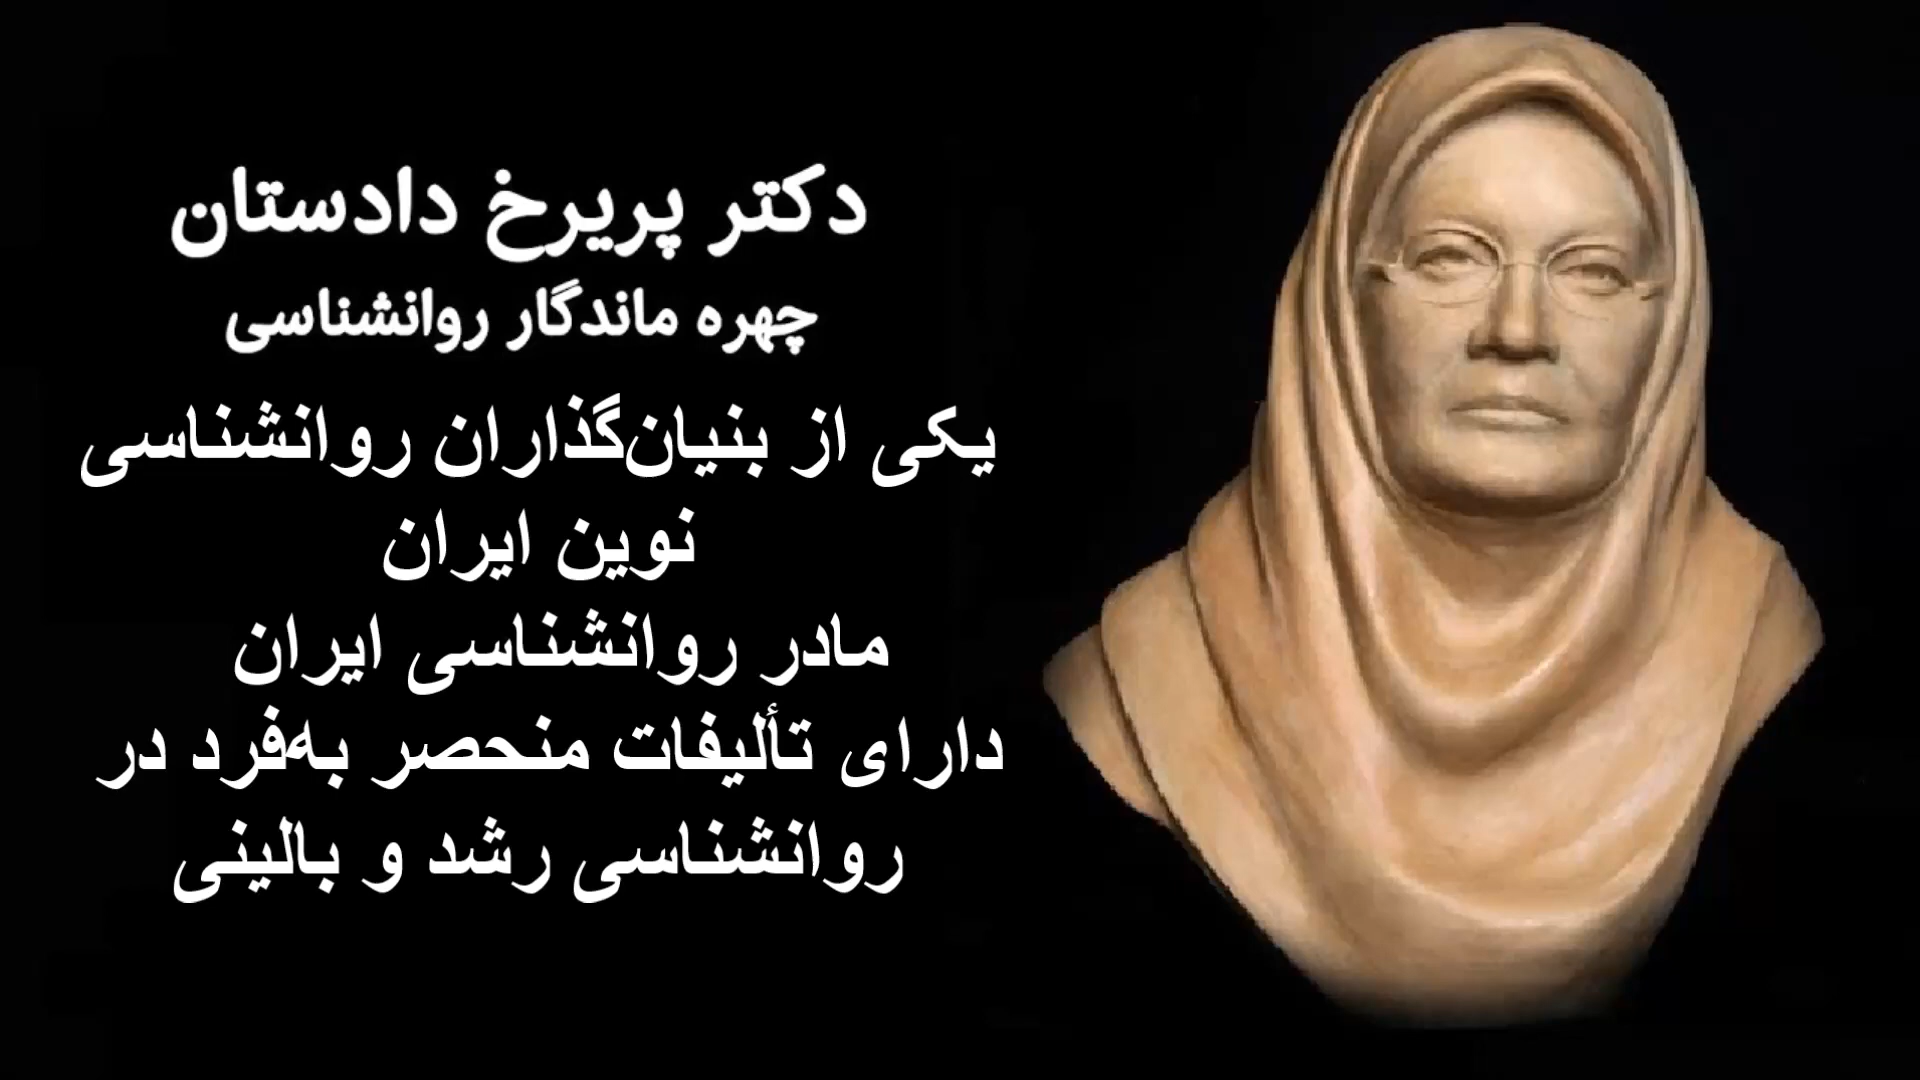 دکتر پریرخ دادستان
چهره ماندگار روانشناسی
یکی از بنیان‌گذاران روانشناسی
نوین ایران
مادر روانشناسی ایران
دارای تألیفات منحصر به‌فرد در
روانشناسی رشد و بالینی